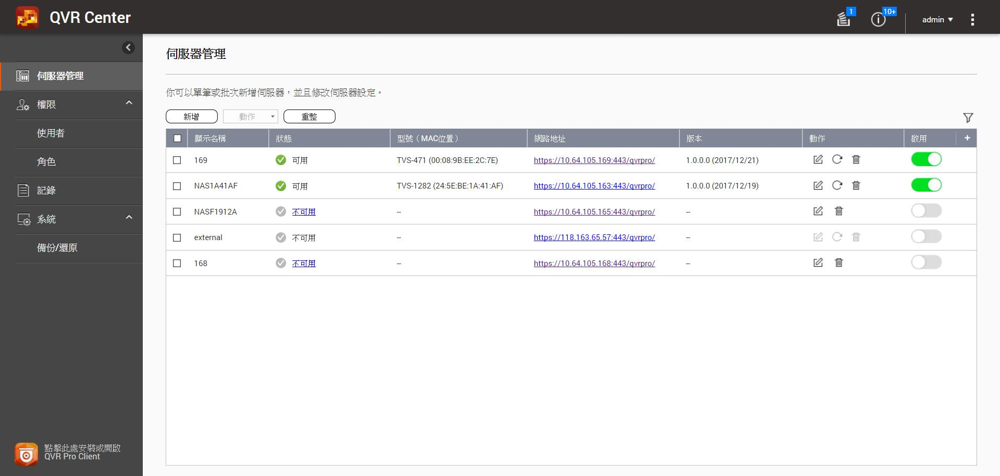 QVR Center
1
10+
admin
伺服器管理
權限
使用者
角色
記錄
系統
備份/還原
點擊此處安裝或開啟
QVR Pro Client
伺服器管理
你可以單筆或批次新增伺服器，並且修改伺服器設定。
新增 動作 重整
顯示名稱 狀態 型號（MAC位置） 網路地址 版本 動作 啟用 +
169 可用 TVS-471 (00:08:9B:EE:2C:7E) https://10.64.105.169:443/qvrpro/ 1.0.0.0 (2017/12/21)
NAS1A41AF 可用 TVS-1282 (24:5E:BE:1A:41:AF) https://10.64.105.163:443/qvrpro/ 1.0.0.0 (2017/12/19)
NASF1912A 不可用 -- https://10.64.105.165:443/qvrpro/ --
external 不可用 -- https://118.163.65.57:443/qvrpro/ --
168 不可用 -- https://10.64.105.168:443/qvrpro/ --